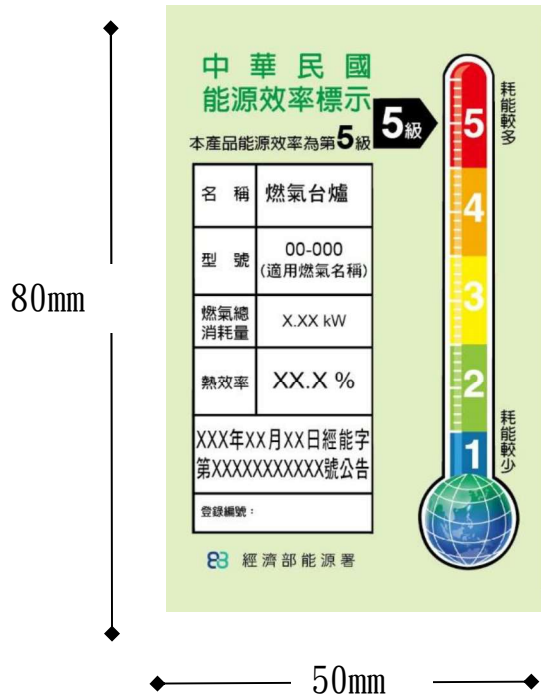 中華民國
能源效率標示
本產品能源效率為第5級
5級
名 稱 燃氣台爐
型 號 00-000
(適用燃氣名稱)
燃氣總
消耗量 X.XX kW
熱效率 XX.X %
XXX年XX月XX日經能字
第XXXXXXXXXXX號公告
登錄編號：
經濟部能源署
耗能較多
5
4
3
2
1
耗能較少
80mm
50mm